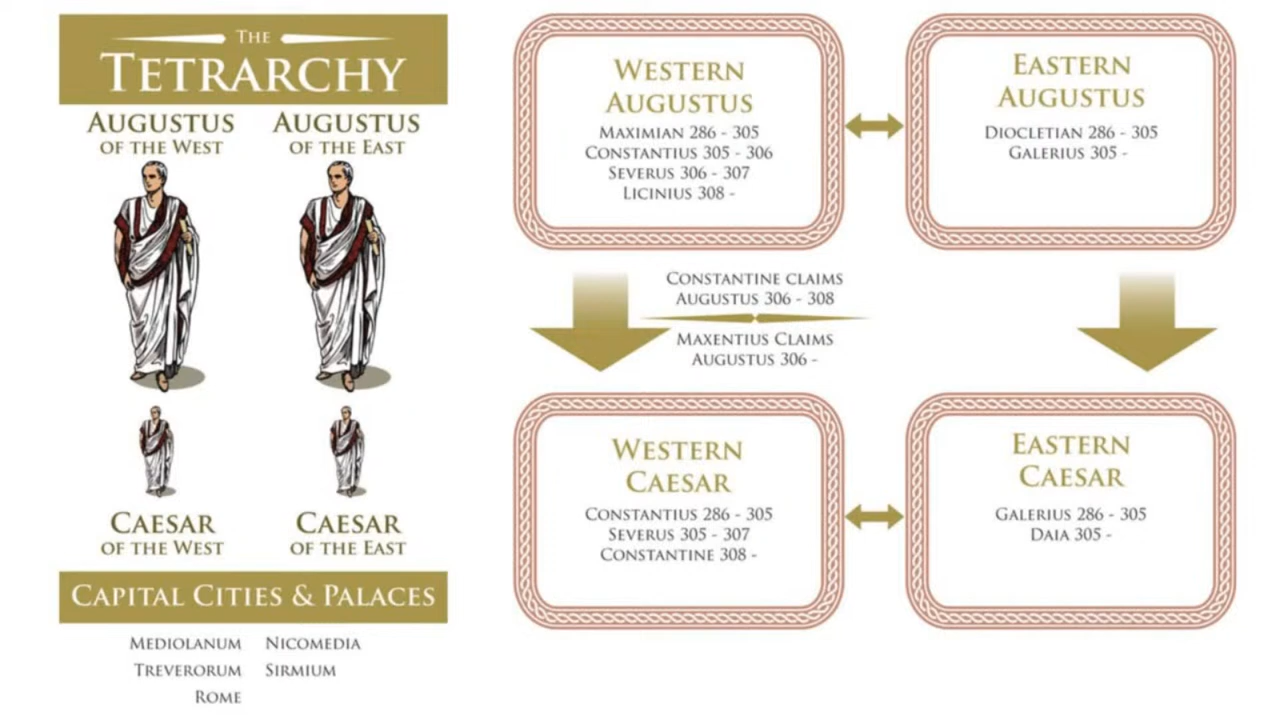 The
Tetrarchy
Augustus
of the West
Augustus
of the East
Caesar
of the West
Caesar
of the East
Capital Cities & Palaces
Mediolanum
Treverorum
Rome
Nicomedia
Sirmium
Western
Augustus
Maximian 286 - 305
Constantius 305 - 306
Severus 306 - 307
Licinius 308 -
Eastern
Augustus
Diocletian 286 - 305
Galerius 305 -
Constantine claims
Augustus 306 - 308
Maxentius Claims
Augustus 306 -
Western
Caesar
Constantius 286 - 305
Severus 305 - 307
Constantine 308 -
Eastern
Caesar
Galerius 286 - 305
Daia 305 -